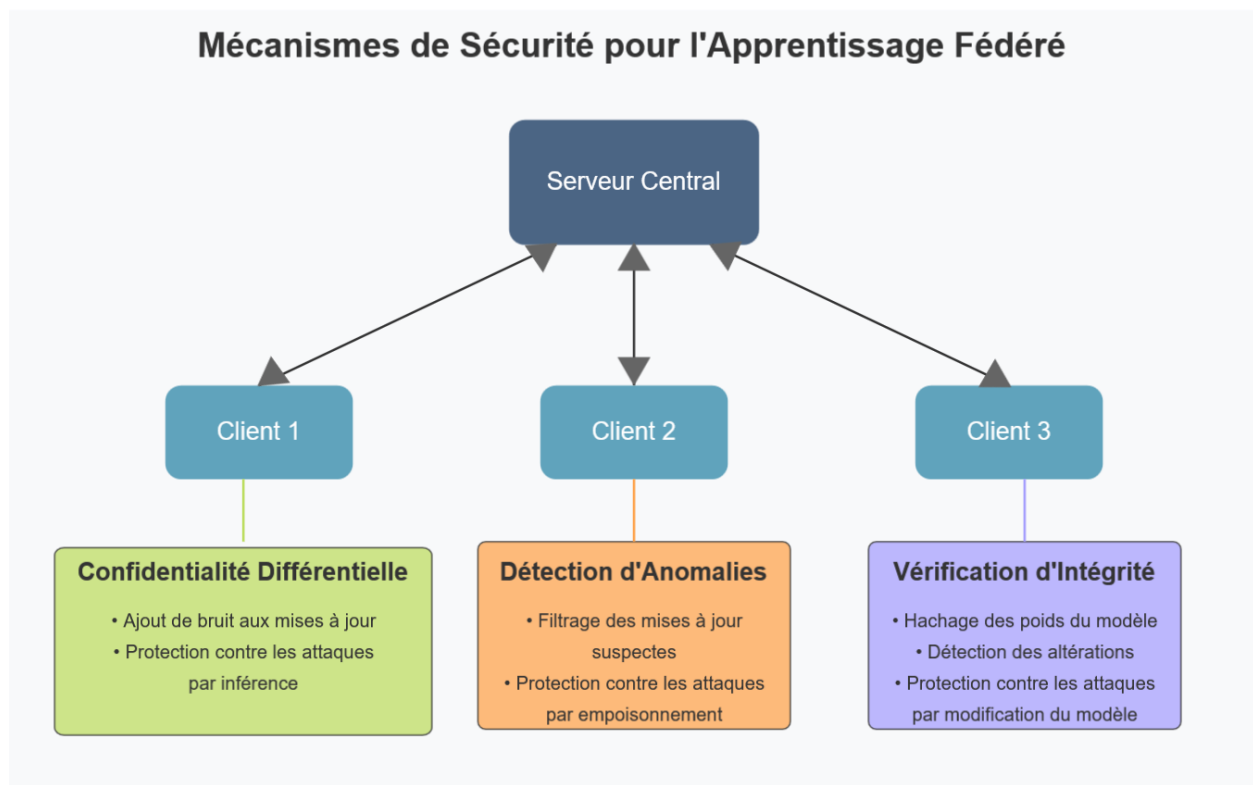 Mécanismes de Sécurité pour l'Apprentissage Fédéré
Serveur Central
Client 1
Client 2
Client 3
Confidentialité Différentielle
• Ajout de bruit aux mises à jour
• Protection contre les attaques
par inférence
Détection d'Anomalies
• Filtrage des mises à jour
suspectes
• Protection contre les attaques
par empoisonnement
Vérification d'Intégrité
• Hachage des poids du modèle
• Détection des altérations
• Protection contre les attaques
par modification du modèle